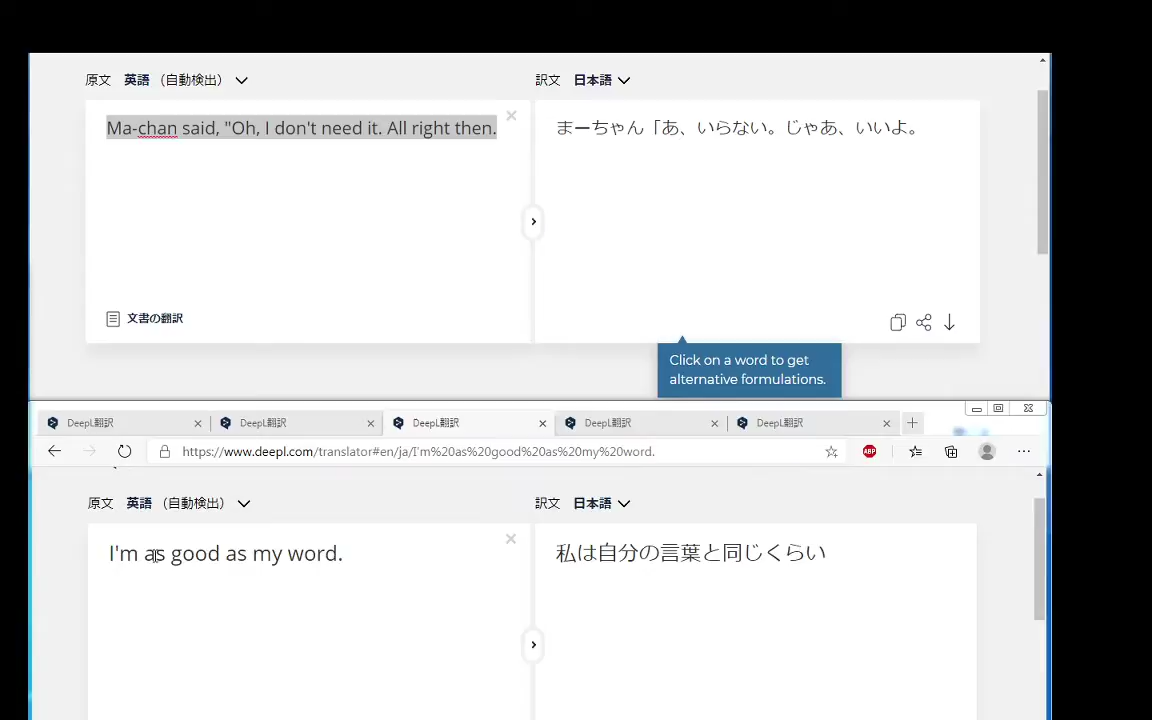 原文 英語 (自動検出) 訳文 日本語
Ma-chan said, "Oh, I don't need it. All right then.
まーちゃん「あ、いらない。じゃあ、いいよ。
文書の翻訳
Click on a word to get
alternative formulations.
DeepL翻訳 DeepL翻訳 DeepL翻訳 DeepL翻訳 DeepL翻訳
https://www.deepl.com/translator#en/ja/I'm%20as%20good%20as%20my%20word.
ABP
原文 英語 (自動検出) 訳文 日本語
I'm as good as my word.
私は自分の言葉と同じくらい